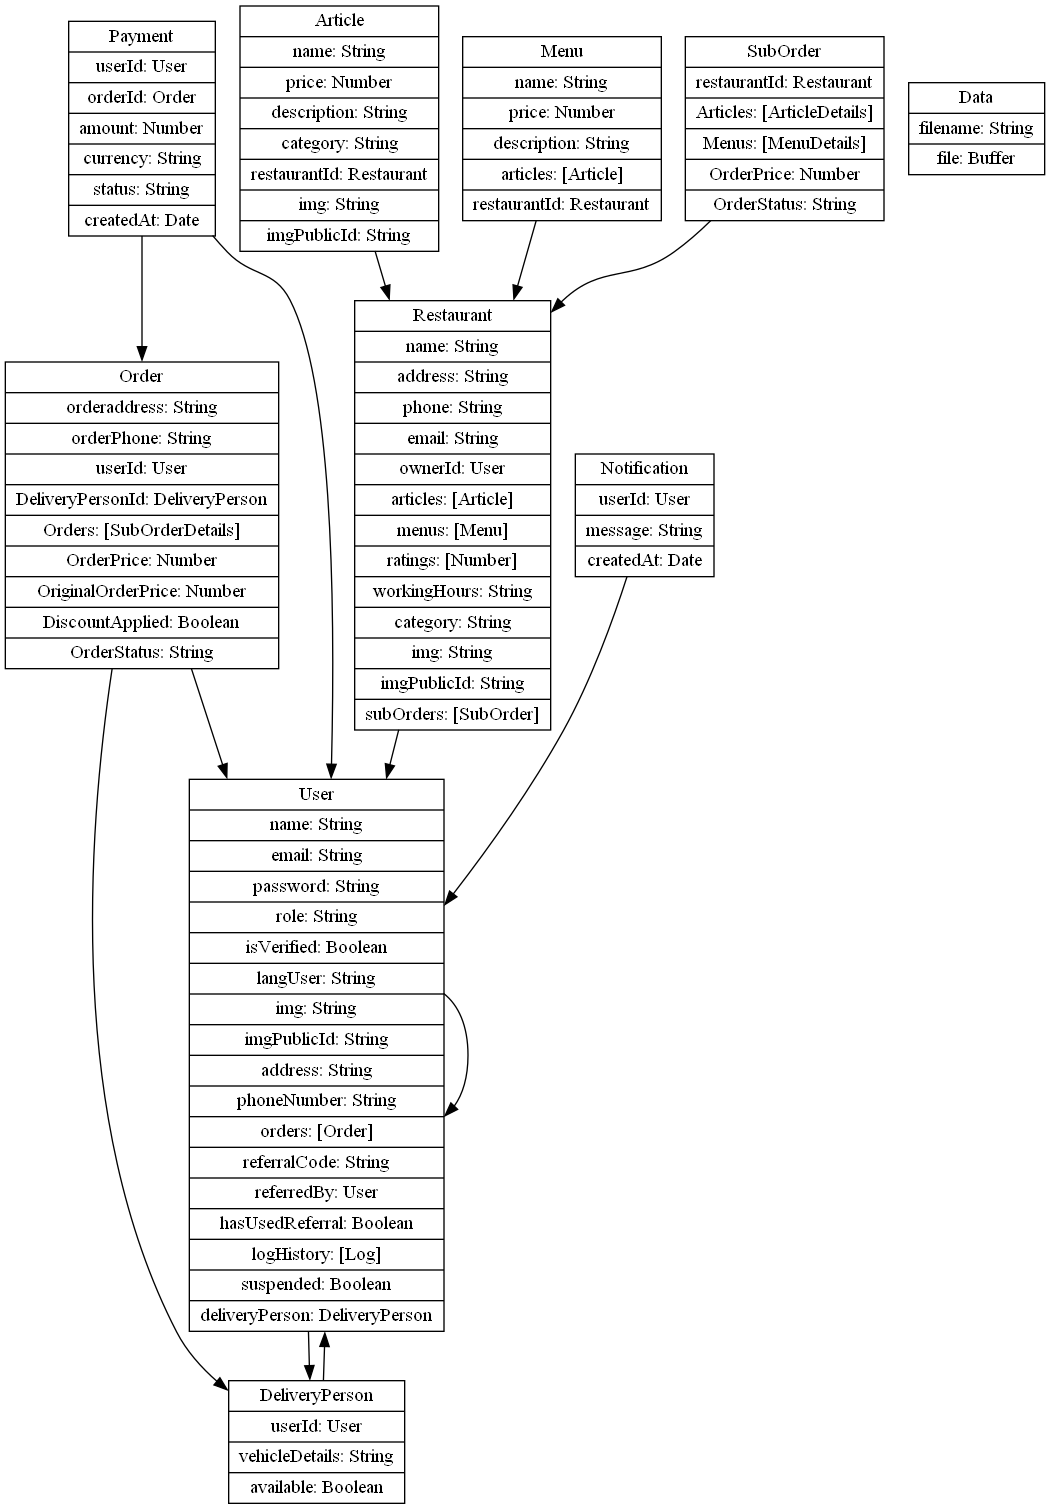 Payment
userId: User
orderId: Order
amount: Number
currency: String
status: String
createdAt: Date
Article
name: String
price: Number
description: String
category: String
restaurantId: Restaurant
img: String
imgPublicId: String
Menu
name: String
price: Number
description: String
articles: [Article]
restaurantId: Restaurant
SubOrder
restaurantId: Restaurant
Articles: [ArticleDetails]
Menus: [MenuDetails]
OrderPrice: Number
OrderStatus: String
Data
filename: String
file: Buffer
Order
orderaddress: String
orderPhone: String
userId: User
DeliveryPersonId: DeliveryPerson
Orders: [SubOrderDetails]
OrderPrice: Number
OriginalOrderPrice: Number
DiscountApplied: Boolean
OrderStatus: String
Restaurant
name: String
address: String
phone: String
email: String
ownerId: User
articles: [Article]
menus: [Menu]
ratings: [Number]
workingHours: String
category: String
img: String
imgPublicId: String
subOrders: [SubOrder]
Notification
userId: User
message: String
createdAt: Date
User
name: String
email: String
password: String
role: String
isVerified: Boolean
langUser: String
img: String
imgPublicId: String
address: String
phoneNumber: String
orders: [Order]
referralCode: String
referredBy: User
hasUsedReferral: Boolean
logHistory: [Log]
suspended: Boolean
deliveryPerson: DeliveryPerson
DeliveryPerson
userId: User
vehicleDetails: String
available: Boolean